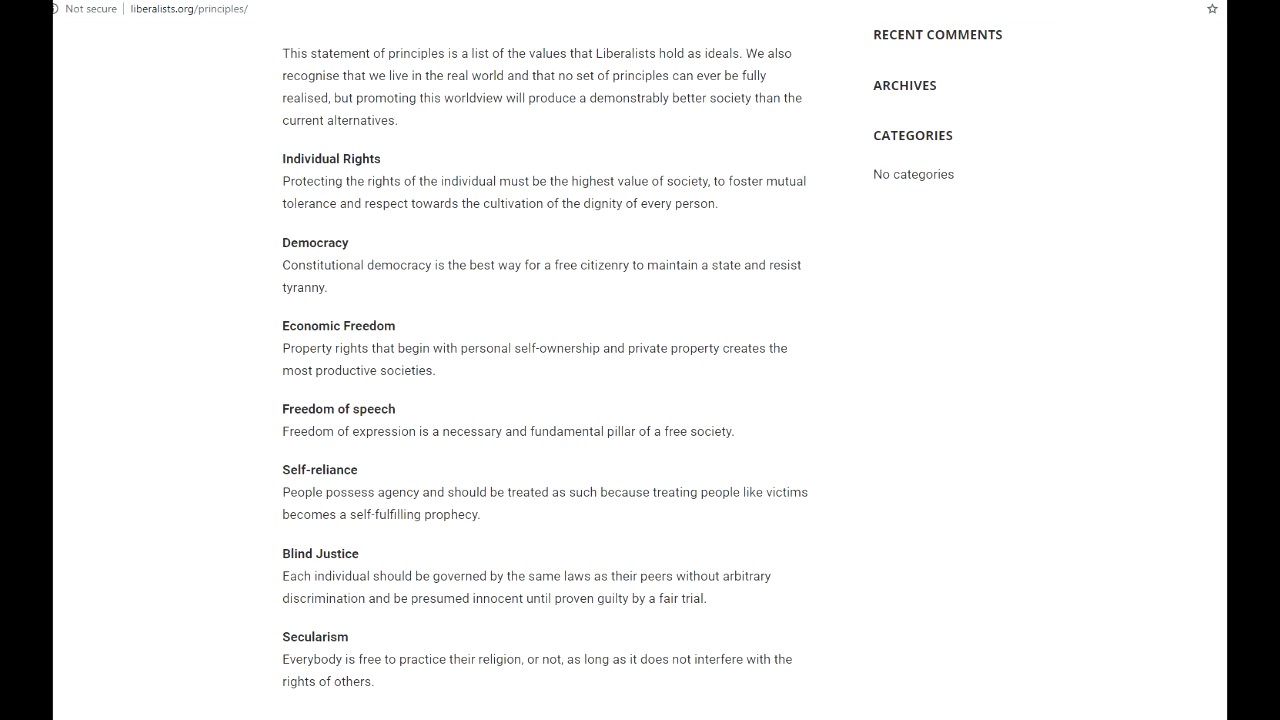 Not secure | liberalists.org/principles/
This statement of principles is a list of the values that Liberalists hold as ideals. We also
recognise that we live in the real world and that no set of principles can ever be fully
realised, but promoting this worldview will produce a demonstrably better society than the
current alternatives.
Individual Rights
Protecting the rights of the individual must be the highest value of society, to foster mutual
tolerance and respect towards the cultivation of the dignity of every person.
Democracy
Constitutional democracy is the best way for a free citizenry to maintain a state and resist
tyranny.
Economic Freedom
Property rights that begin with personal self-ownership and private property creates the
most productive societies.
Freedom of speech
Freedom of expression is a necessary and fundamental pillar of a free society.
Self-reliance
People possess agency and should be treated as such because treating people like victims
becomes a self-fulfilling prophecy.
Blind Justice
Each individual should be governed by the same laws as their peers without arbitrary
discrimination and be presumed innocent until proven guilty by a fair trial.
Secularism
Everybody is free to practice their religion, or not, as long as it does not interfere with the
rights of others.
RECENT COMMENTS
ARCHIVES
CATEGORIES
No categories